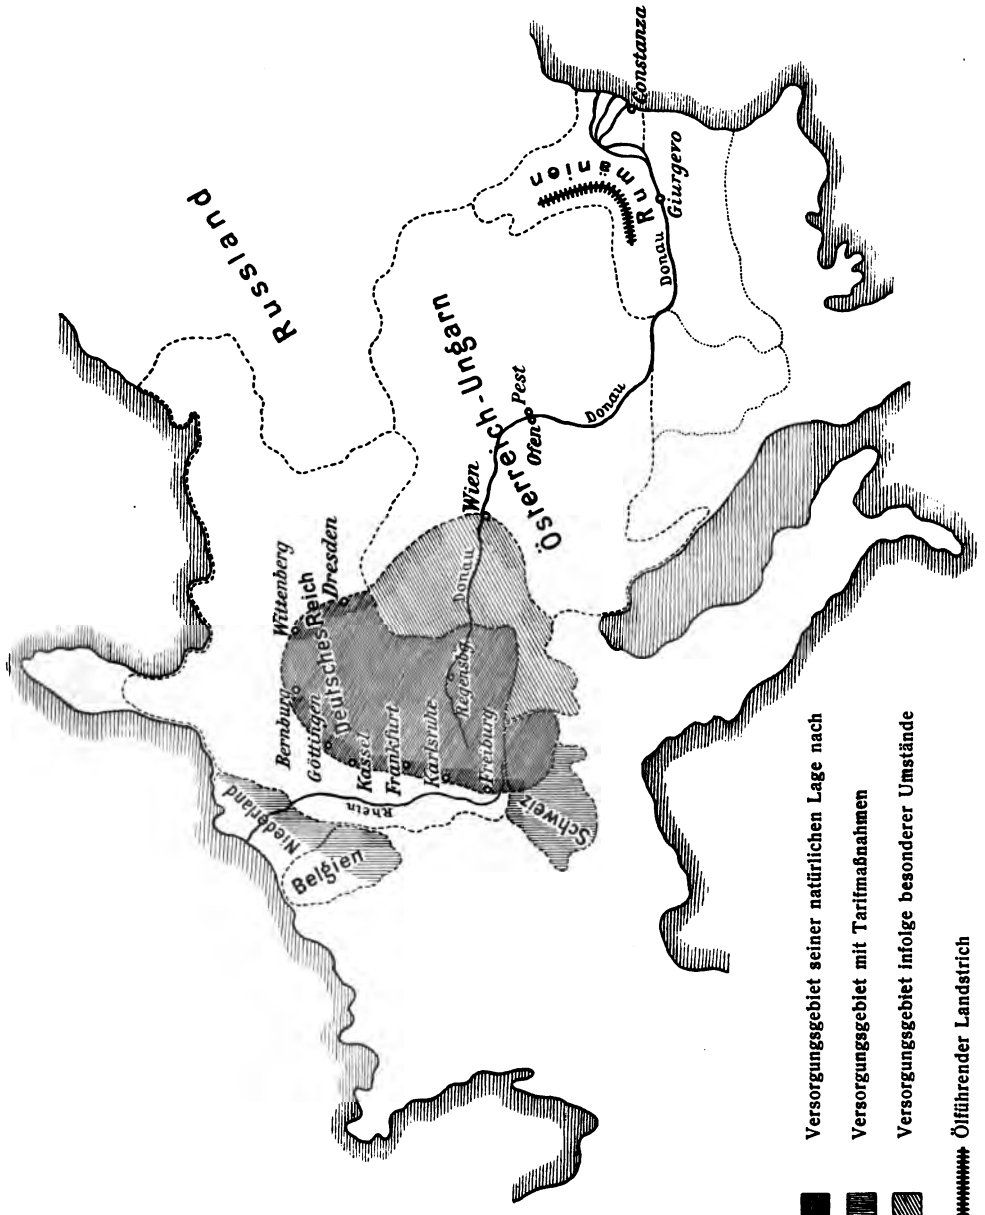 Russland
Constanza
Rumänien
Giurgevo
Donau
Österreich-Ungarn
Pest
Ofen
Donau
Wien
Donau
Wittenberg
Dresden
Deutsches Reich
Bernburg
Göttingen
Kassel
Frankfurt
Karlsruhe
Freiburg
Regensbg.
Rhein
Niederland
Belgien
Schweiz
Versorgungsgebiet seiner natürlichen Lage nach
Versorgungsgebiet mit Tarifmaßnahmen
Versorgungsgebiet infolge besonderer Umstände
Ölführender Landstrich